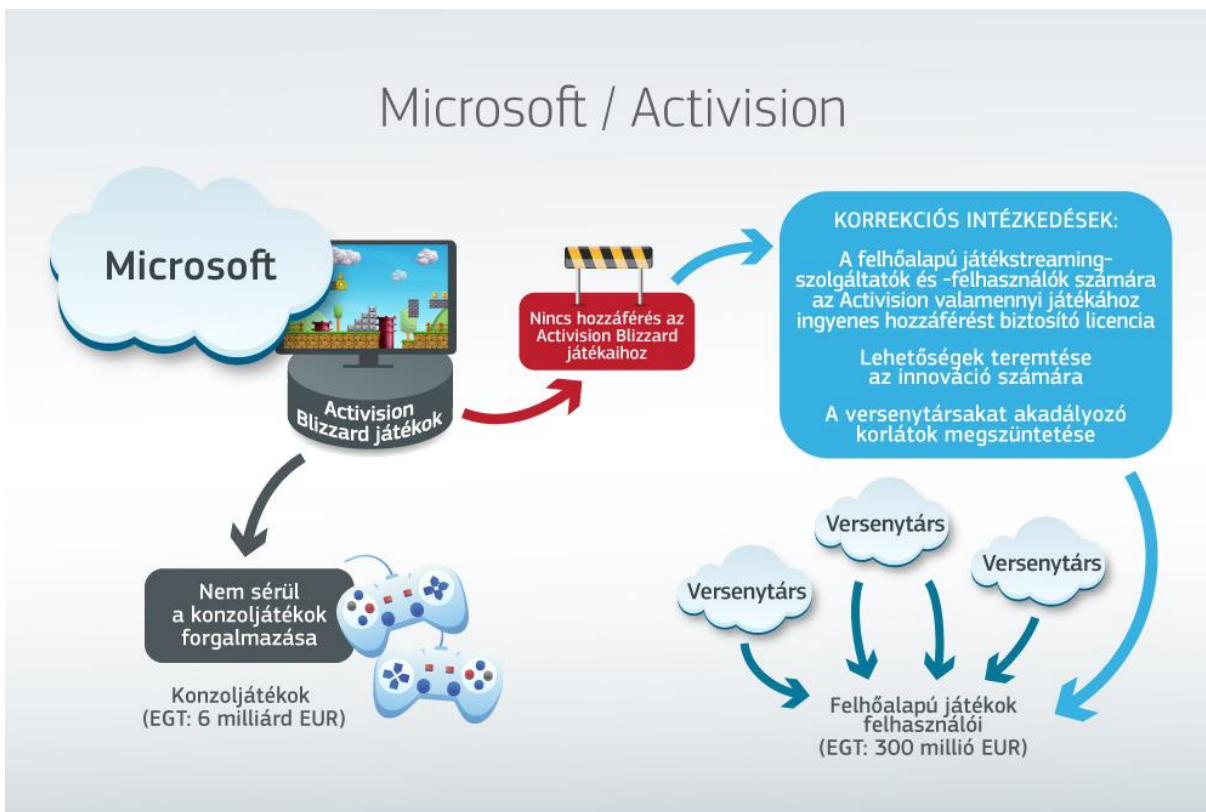 Microsoft / Activision
Microsoft
Activision
Blizzard játékok
Nincs hozzáférés az
Activision Blizzard
játékaihoz
KORREKCIÓS INTÉZKEDÉSEK:
A felhőalapú játékstreaming-
szolgáltatók és -felhasználók számára
az Activision valamennyi játékához
ingyenes hozzáférést biztosító licencia
Lehetőségek teremtése
az innováció számára
A versenytársakat akadályozó
korlátok megszüntetése
Nem sérül
a konzoljátékok
forgalmazása
Konzoljátékok
(EGT: 6 milliárd EUR)
Versenytárs
Versenytárs
Versenytárs
Felhőalapú játékok
felhasználói
(EGT: 300 millió EUR)